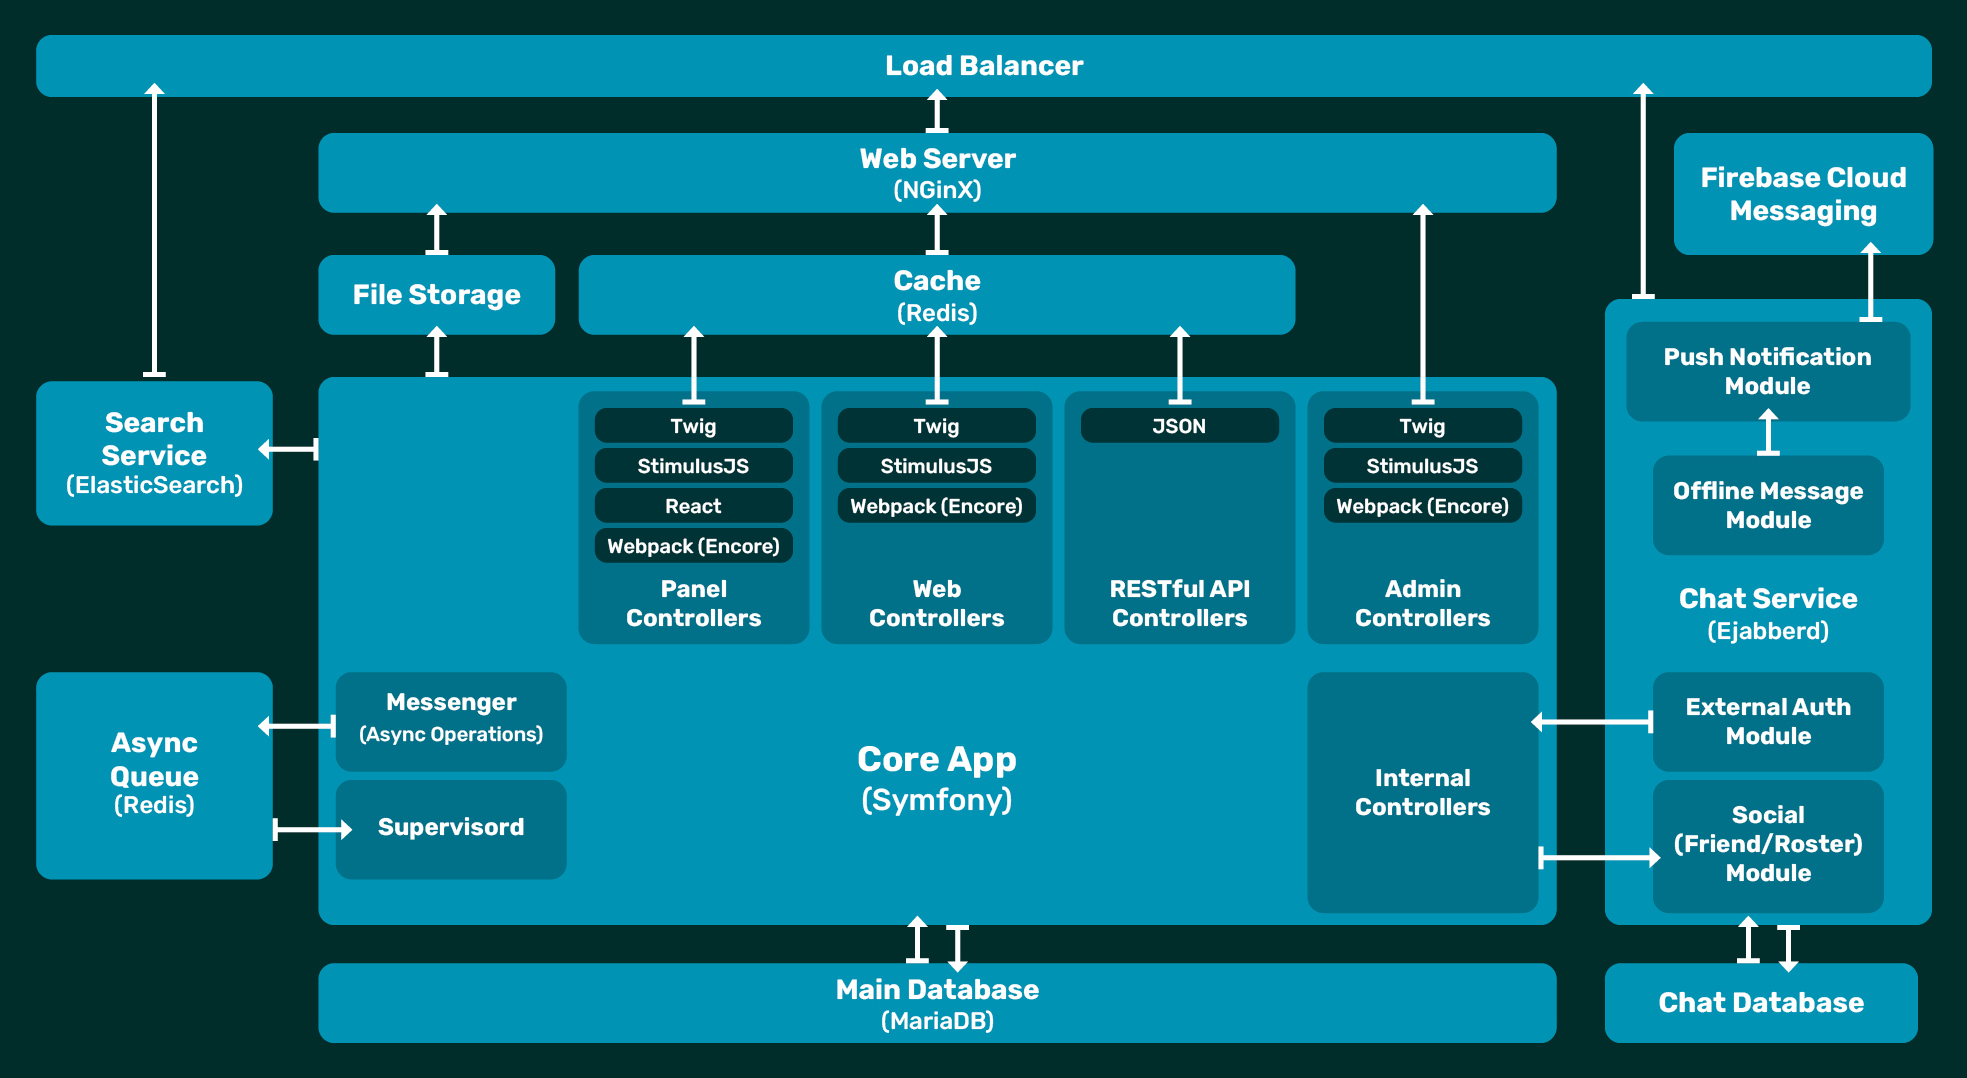 Load Balancer
Web Server
(NGinX)
Firebase Cloud
Messaging
File Storage
Cache
(Redis)
Search
Service
(ElasticSearch)
Twig
StimulusJS
React
Webpack (Encore)
Panel
Controllers
Twig
StimulusJS
Webpack (Encore)
Web
Controllers
JSON
RESTful API
Controllers
Twig
StimulusJS
Webpack (Encore)
Admin
Controllers
Push Notification
Module
Offline Message
Module
Chat Service
(Ejabberd)
Async
Queue
(Redis)
Messenger
(Async Operations)
Supervisord
Core App
(Symfony)
Internal
Controllers
External Auth
Module
Social
(Friend/Roster)
Module
Main Database
(MariaDB)
Chat Database